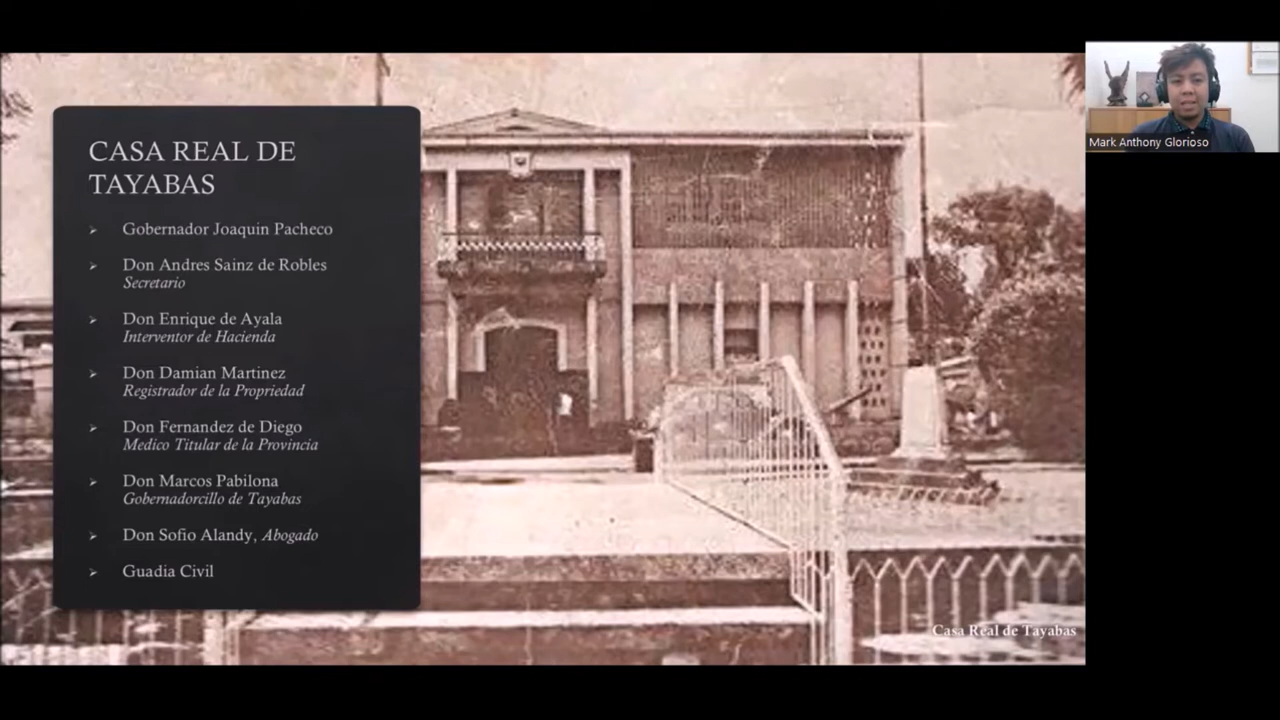 CASA REAL DE
TAYABAS
Gobernador Joaquin Pacheco
Don Andres Sainz de Robles
Secretario
Don Enrique de Ayala
Interventor de Hacienda
Don Damian Martinez
Registrador de la Propriedad
Don Fernandez de Diego
Medico Titular de la Provincia
Don Marcos Pabilona
Gobernadorcillo de Tayabas
Don Sofio Alandy, Abogado
Guadia Civil
Casa Real de Tayabas
Mark Anthony Glorioso